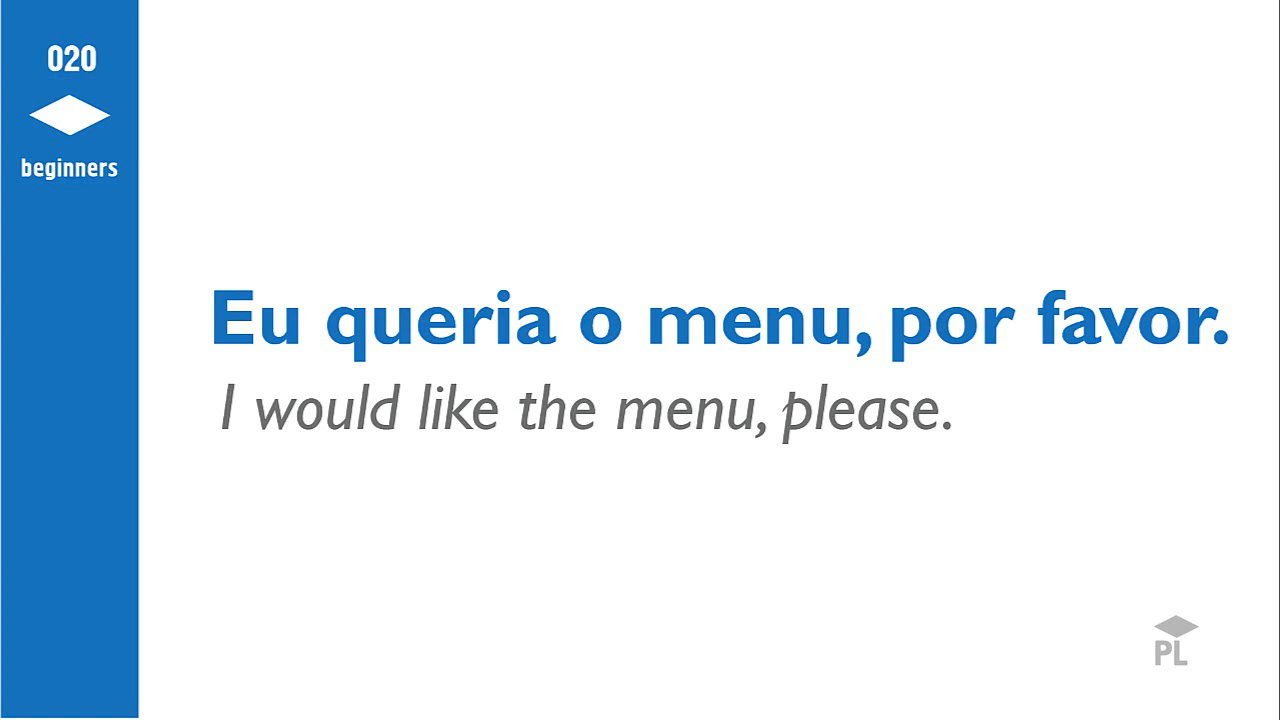 020
beginners
Eu queria o menu, por favor.
I would like the menu, please.
PL